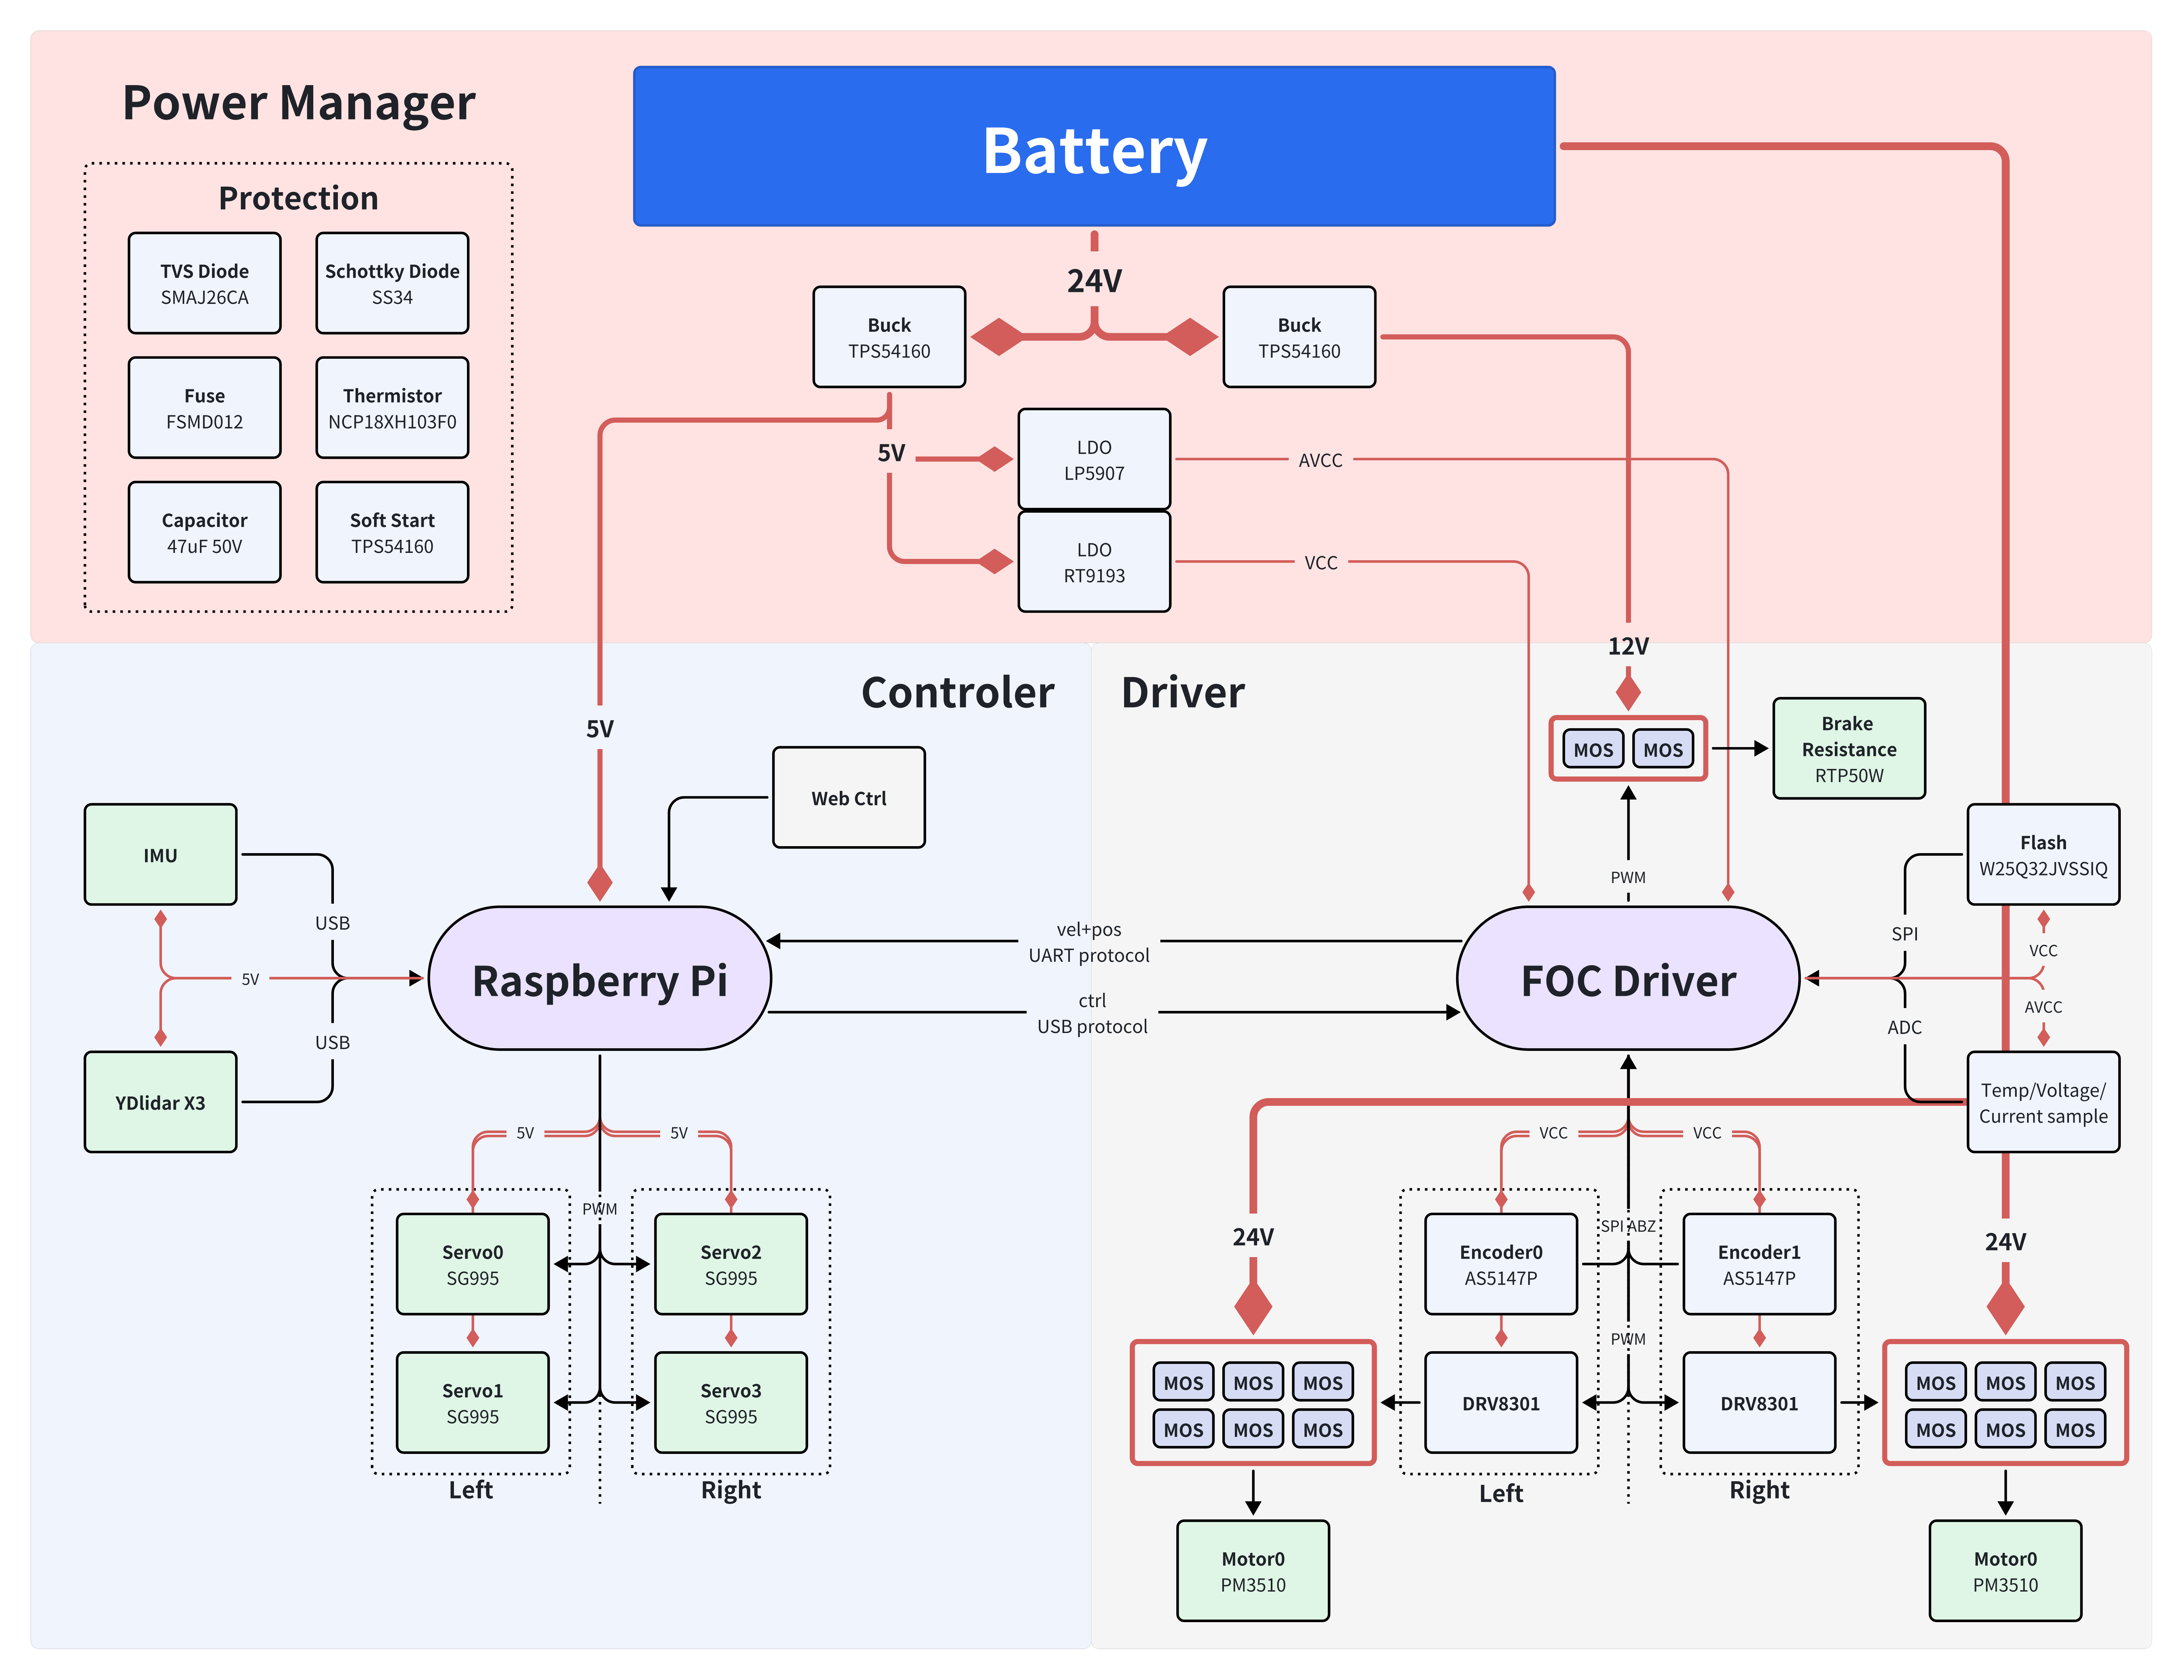 Power Manager
Battery
Protection
TVS Diode
SMAJ26CA
Schottky Diode
SS34
Fuse
FSMD012
Thermistor
NCP18XH103F0
Capacitor
47uF 50V
Soft Start
TPS54160
24V
Buck
TPS54160
Buck
TPS54160
5V
LDO
LP5907
AVCC
LDO
RT9193
VCC
12V
Controler
5V
Web Ctrl
IMU
USB
5V
USB
YDlidar X3
Raspberry Pi
vel+pos
UART protocol
ctrl
USB protocol
5V
5V
PWM
Servo0
SG995
Servo2
SG995
Servo1
SG995
Servo3
SG995
Left
Right
Driver
MOS
MOS
Brake
Resistance
RTP50W
PWM
Flash
W25Q32JVSSIQ
SPI
VCC
FOC Driver
AVCC
ADC
Temp/Voltage/
Current sample
VCC
VCC
24V
SPI ABZ
24V
Encoder0
AS5147P
Encoder1
AS5147P
PWM
MOS
MOS
MOS
MOS
MOS
MOS
DRV8301
DRV8301
MOS
MOS
MOS
MOS
MOS
MOS
Left
Right
Motor0
PM3510
Motor0
PM3510